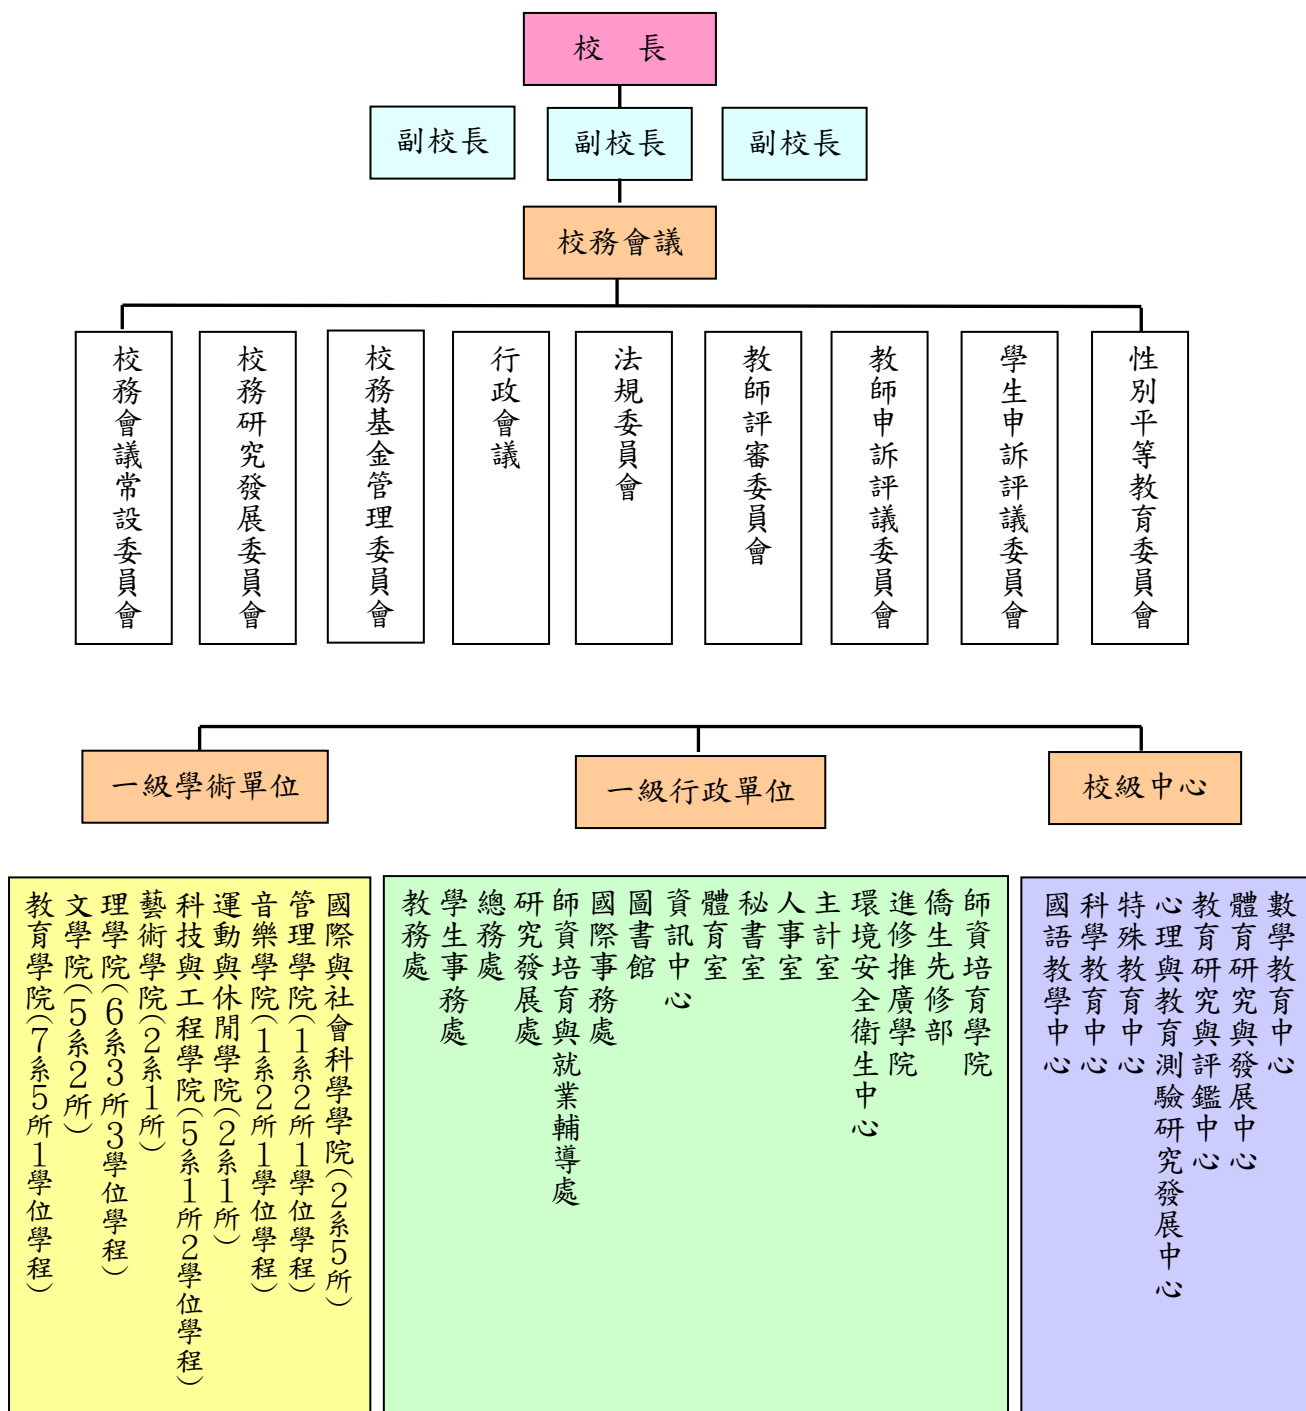 校 長
副校長
副校長
副校長
校務會議
校務會議常設委員會
校務研究發展委員會
校務基金管理委員會
行政會議
法規委員會
教師評審委員會
教師申訴評議委員會
學生申訴評議委員會
性別平等教育委員會
一級學術單位
一級行政單位
校級中心
教育學院(7系5所1學位學程)
文學院(5系2所)
理學院(6系3所3學位學程)
藝術學院(2系1所)
科技與工程學院(5系1所2學位學程)
運動與休閒學院(2系1所)
音樂學院(1系2所1學位學程)
管理學院(1系2所1學位學程)
國際與社會科學學院(2系5所)
教務處
學生事務處
總務處
研究發展處
師資培育與就業輔導處
國際事務處
圖書館
資訊中心
體育室
秘書室
人事室
主計室
環境安全衛生中心
進修推廣學院
僑生先修部
師資培育學院
國語教學中心
科學教育中心
特殊教育中心
心理與教育測驗研究發展中心
教育研究與評鑑中心
體育研究與發展中心
數學教育中心